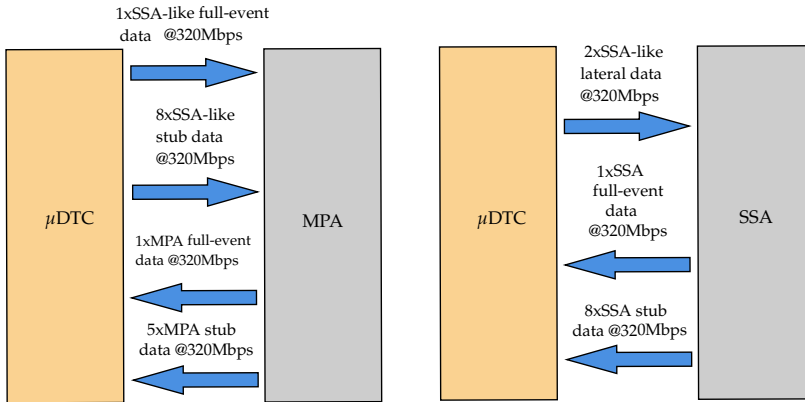 1xSSA-like full-event
data @320Mbps
8xSSA-like
stub data
@320Mbps
μDTC
MPA
1xMPA full-event
data @320Mbps
5xMPA stub
data @320Mbps
2xSSA-like
lateral data
@320Mbps
1xSSA
full-event
data
@320Mbps
μDTC
SSA
8xSSA stub
data @320Mbps